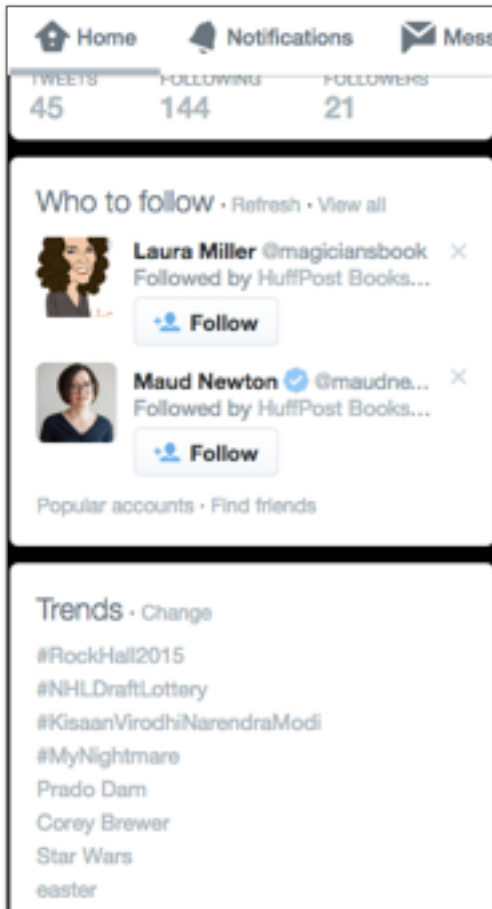 Home Notifications Mess
TWEETS FOLLOWING FOLLOWERS
45 144 21
Who to follow · Refresh · View all
Laura Miller @magiciansbook
Followed by HuffPost Books...
Follow
Maud Newton @maudne...
Followed by HuffPost Books...
Follow
Popular accounts · Find friends
Trends · Change
#RockHall2015
#NHLDraftLottery
#KisaanVirodhiNarendraModi
#MyNightmare
Prado Dam
Corey Brewer
Star Wars
easter